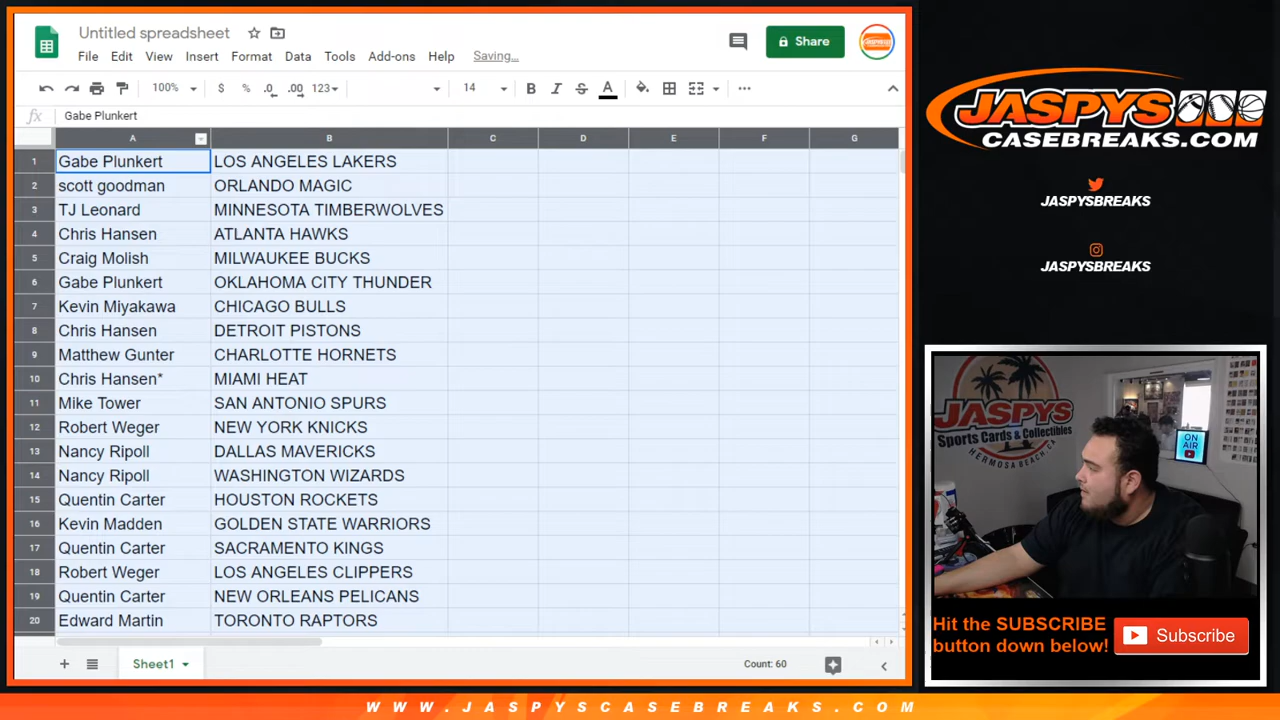 Untitled spreadsheet
File Edit View Insert Format Data Tools Add-ons Help Saving...
Share
100% $ % .0 .00 123 14 B I S A
fx Gabe Plunkert
A B C D E F G
1 Gabe Plunkert LOS ANGELES LAKERS
2 scott goodman ORLANDO MAGIC
3 TJ Leonard MINNESOTA TIMBERWOLVES
4 Chris Hansen ATLANTA HAWKS
5 Craig Molish MILWAUKEE BUCKS
6 Gabe Plunkert OKLAHOMA CITY THUNDER
7 Kevin Miyakawa CHICAGO BULLS
8 Chris Hansen DETROIT PISTONS
9 Matthew Gunter CHARLOTTE HORNETS
10 Chris Hansen* MIAMI HEAT
11 Mike Tower SAN ANTONIO SPURS
12 Robert Weger NEW YORK KNICKS
13 Nancy Ripoll DALLAS MAVERICKS
14 Nancy Ripoll WASHINGTON WIZARDS
15 Quentin Carter HOUSTON ROCKETS
16 Kevin Madden GOLDEN STATE WARRIORS
17 Quentin Carter SACRAMENTO KINGS
18 Robert Weger LOS ANGELES CLIPPERS
19 Quentin Carter NEW ORLEANS PELICANS
20 Edward Martin TORONTO RAPTORS
Sheet1 Count: 60
JASPYS
CASEBREAKS.COM
JASPYSBREAKS
JASPYSBREAKS
JASPYS
Sports Cards & Collectibles
HERMOSA BEACH, CA
ON
AIR
Hit the SUBSCRIBE
button down below!
Subscribe
WWW.JASPYSCASEBREAKS.COM